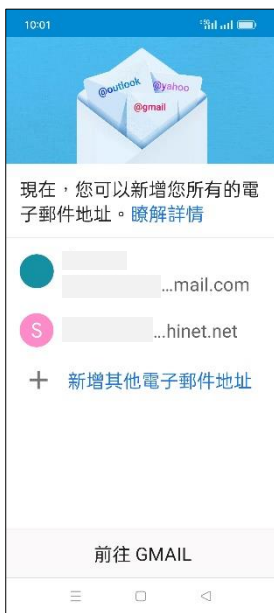 10:01
@outlook
@yahoo
@gmail
現在，您可以新增您所有的電
子郵件地址。瞭解詳情
...mail.com
S
...hinet.net
+ 新增其他電子郵件地址
前往 GMAIL